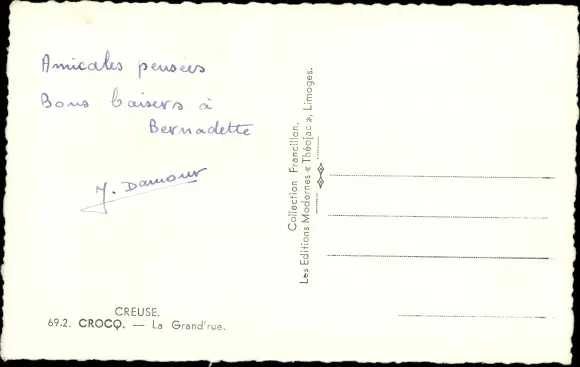 Amicales pensées
Bons baisers à
Bernadette
J. Damour
Collection Francillon.
Les Editions Modernes « Théojac », Limoges.
CREUSE.
69.2. CROCQ. — La Grand'rue.